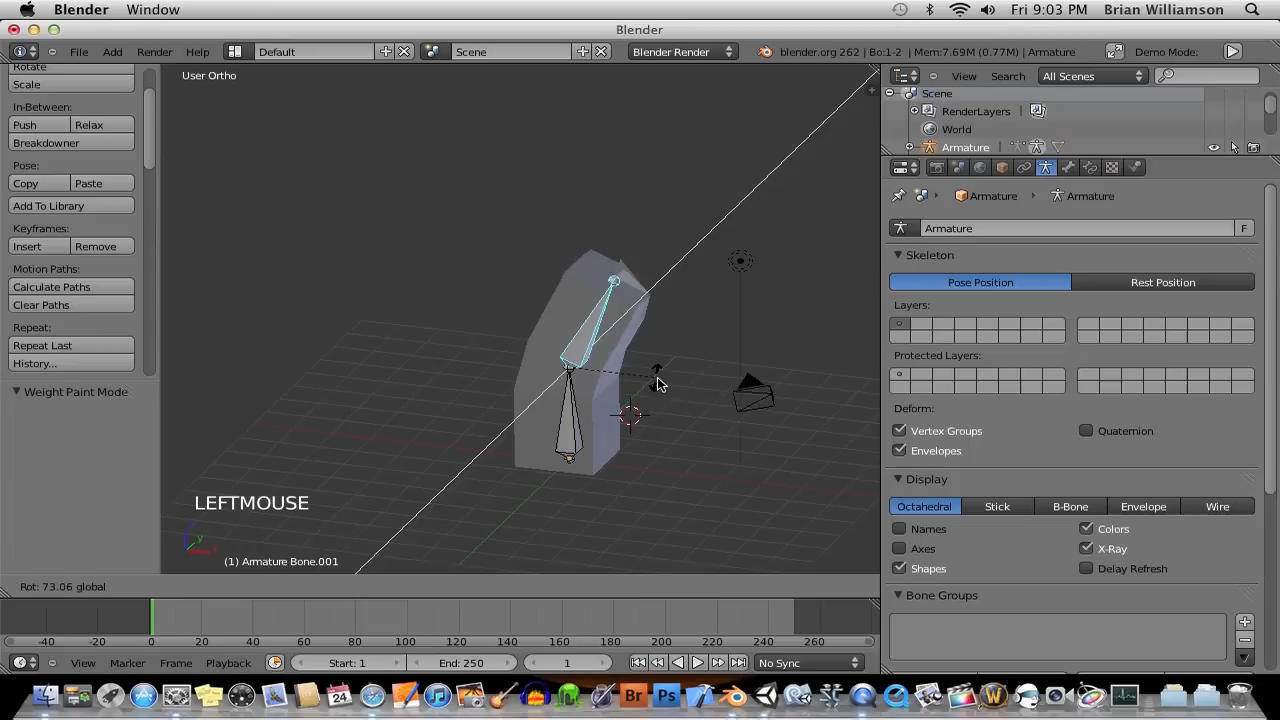 Blender Window Fri 9:03 PM Brian Williamson
Blender
File Add Render Help Default Scene Blender Render blender.org 262 | Bo:1-2 | Mem:7.69M (0.77M) | Armature Demo Mode:
Rotate
Scale
In-Between:
Push Relax
Breakdowner
Pose:
Copy Paste
Add To Library
Keyframes:
Insert Remove
Motion Paths:
Calculate Paths
Clear Paths
Repeat:
Repeat Last
History...
Weight Paint Mode
User Ortho
LEFTMOUSE
z
y
x
(1) Armature Bone.001
Rot: 73.06 global
View Search All Scenes
Scene
RenderLayers
World
Armature
Armature Armature
Armature F
Skeleton
Pose Position Rest Position
Layers:
Protected Layers:
Deform:
Vertex Groups Quaternion
Envelopes
Display
Octahedral Stick B-Bone Envelope Wire
Names Colors
Axes X-Ray
Shapes Delay Refresh
Bone Groups
-40 -20 0 20 40 60 80 100 120 140 160 180 200 220 240 260
View Marker Frame Playback Start: 1 End: 250 1 No Sync
24 Br Ps W